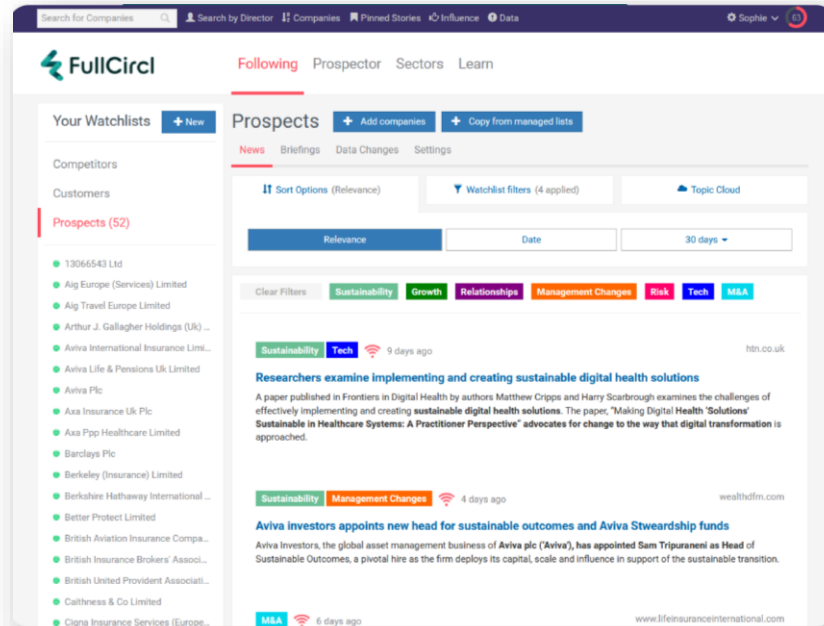 Search for Companies
Search by Director Companies Pinned Stories Influence Data
Sophie 63
FullCircl
Following Prospector Sectors Learn
Your Watchlists + New
Competitors
Customers
Prospects (52)
13066543 Ltd
Aig Europe (Services) Limited
Aig Travel Europe Limited
Arthur J. Gallagher Holdings (Uk) ...
Aviva International Insurance Limi...
Aviva Life & Pensions Uk Limited
Aviva Plc
Axa Insurance Uk Plc
Axa Ppp Healthcare Limited
Barclays Plc
Berkeley (Insurance) Limited
Berkshire Hathaway International ...
Better Protect Limited
British Aviation Insurance Compa...
British Insurance Brokers' Associ...
British United Provident Associati...
Caithness & Co Limited
Cigna Insurance Services (Europe...
Prospects + Add companies + Copy from managed lists
News Briefings Data Changes Settings
Sort Options (Relevance) Watchlist filters (4 applied) Topic Cloud
Relevance Date 30 days
Clear Filters Sustainability Growth Relationships Management Changes Risk Tech M&A
Sustainability Tech 9 days ago htn.co.uk
Researchers examine implementing and creating sustainable digital health solutions
A paper published in Frontiers in Digital Health by authors Matthew Cripps and Harry Scarbrough examines the challenges of
effectively implementing and creating sustainable digital health solutions. The paper, "Making Digital Health 'Solutions'
Sustainable in Healthcare Systems: A Practitioner Perspective" advocates for change to the way that digital transformation is
approached.
Sustainability Management Changes 4 days ago wealthdfm.com
Aviva investors appoints new head for sustainable outcomes and Aviva Stweardship funds
Aviva Investors, the global asset management business of Aviva plc ('Aviva'), has appointed Sam Tripuraneni as Head of
Sustainable Outcomes, a pivotal hire as the firm deploys its capital, scale and influence in support of the sustainable transition.
M&A 6 days ago www.lifeinsuranceinternational.com